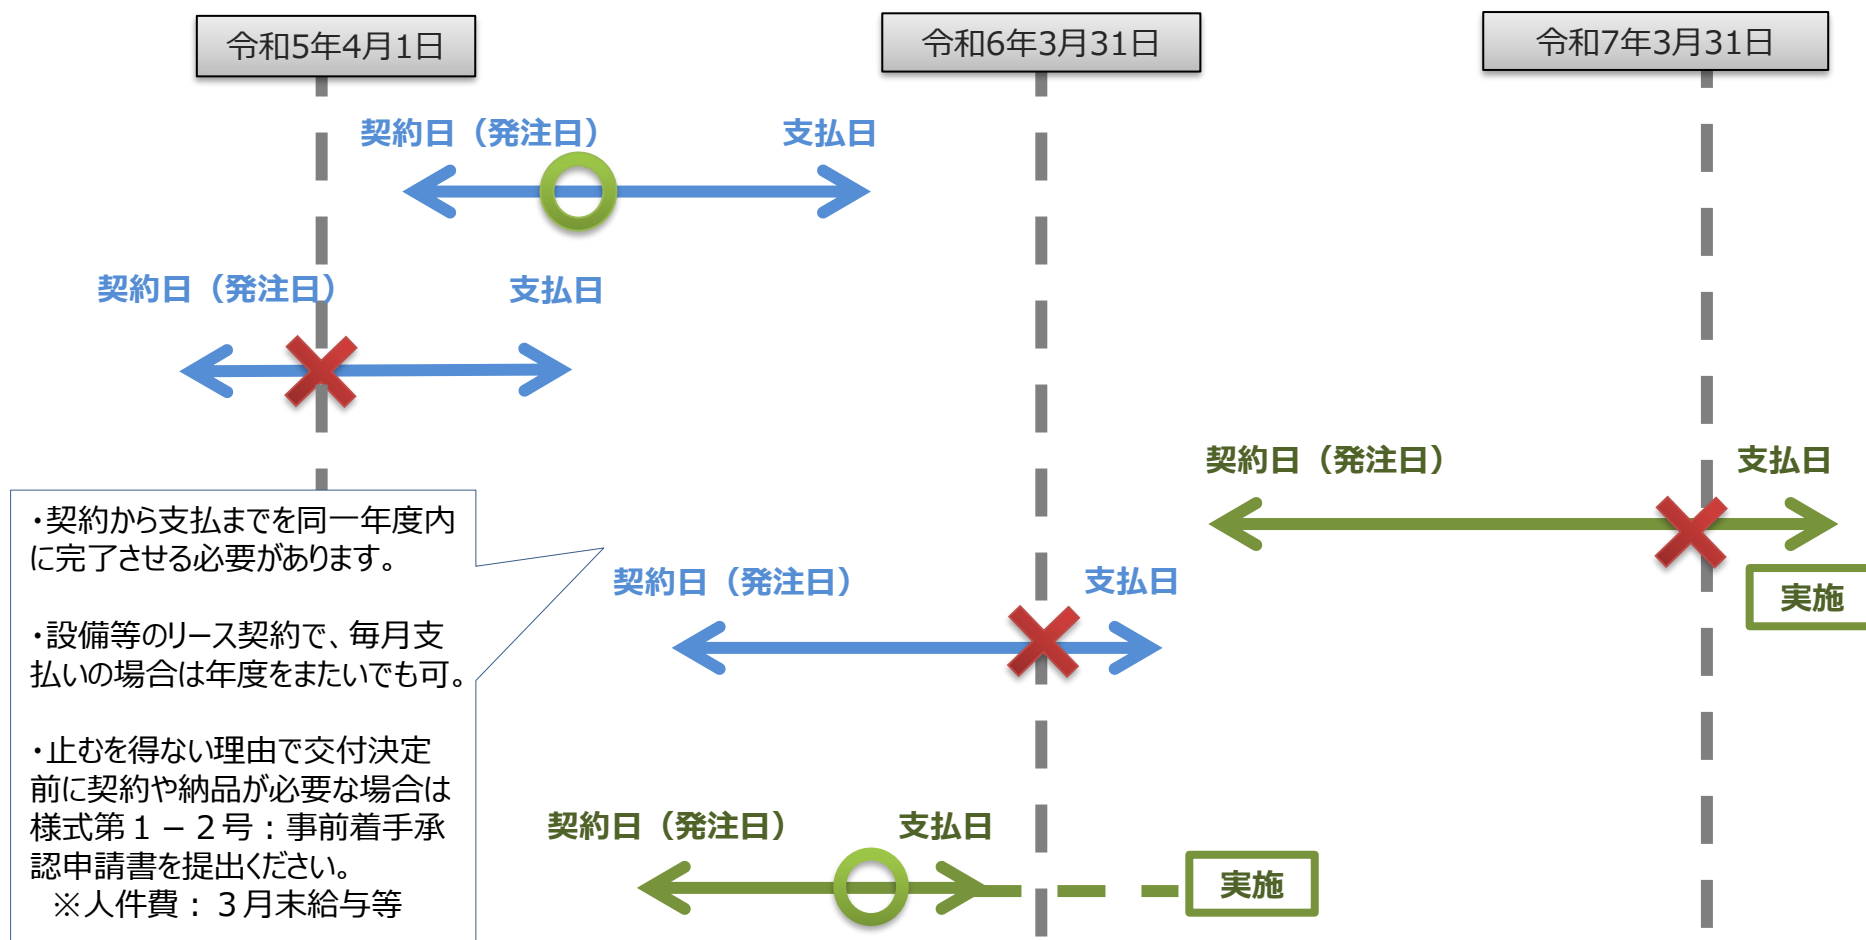 令和5年4月1日
令和6年3月31日
令和7年3月31日
契約日（発注日）
支払日
契約日（発注日）
支払日
契約日（発注日）
支払日
実施
・契約から支払までを同一年度内
に完了させる必要があります。
・設備等のリース契約で、毎月支
払いの場合は年度をまたいでも可。
・止むを得ない理由で交付決定
前に契約や納品が必要な場合は
様式第１－２号：事前着手承
認申請書を提出ください。
※人件費：３月末給与等
契約日（発注日）
支払日
契約日（発注日）
支払日
実施